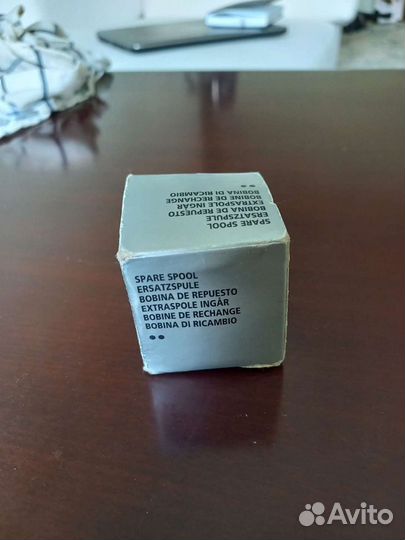 SPARE SPOOL
ERSATZSPULE
BOBINA DE REPUESTO
EXTRASPOLE INGÅR
BOBINE DE RECHANGE
BOBINA DI RICAMBIO
SPARE SPOOL
ERSATZSPULE
BOBINA DE REPUESTO
EXTRASPOLE INGÅR
BOBINE DE RECHANGE
BOBINA DI RICAMBIO
Avito